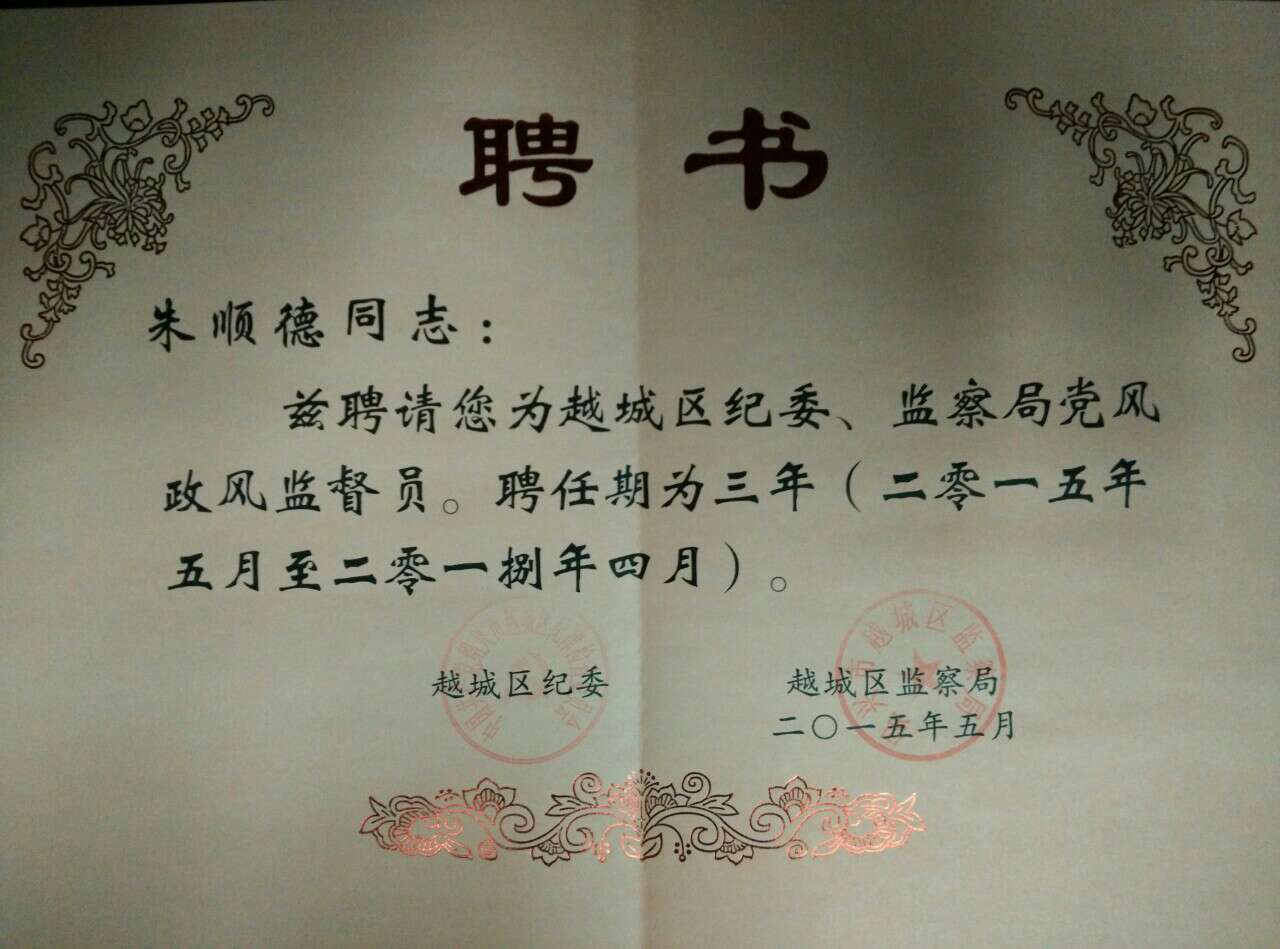 聘书
朱顺德同志：
兹聘请您为越城区纪委、监察局党风
政风监督员。聘任期为三年（二零一五年
五月至二零一捌年四月）。
越城区纪委
越城区监察局
二〇一五年五月